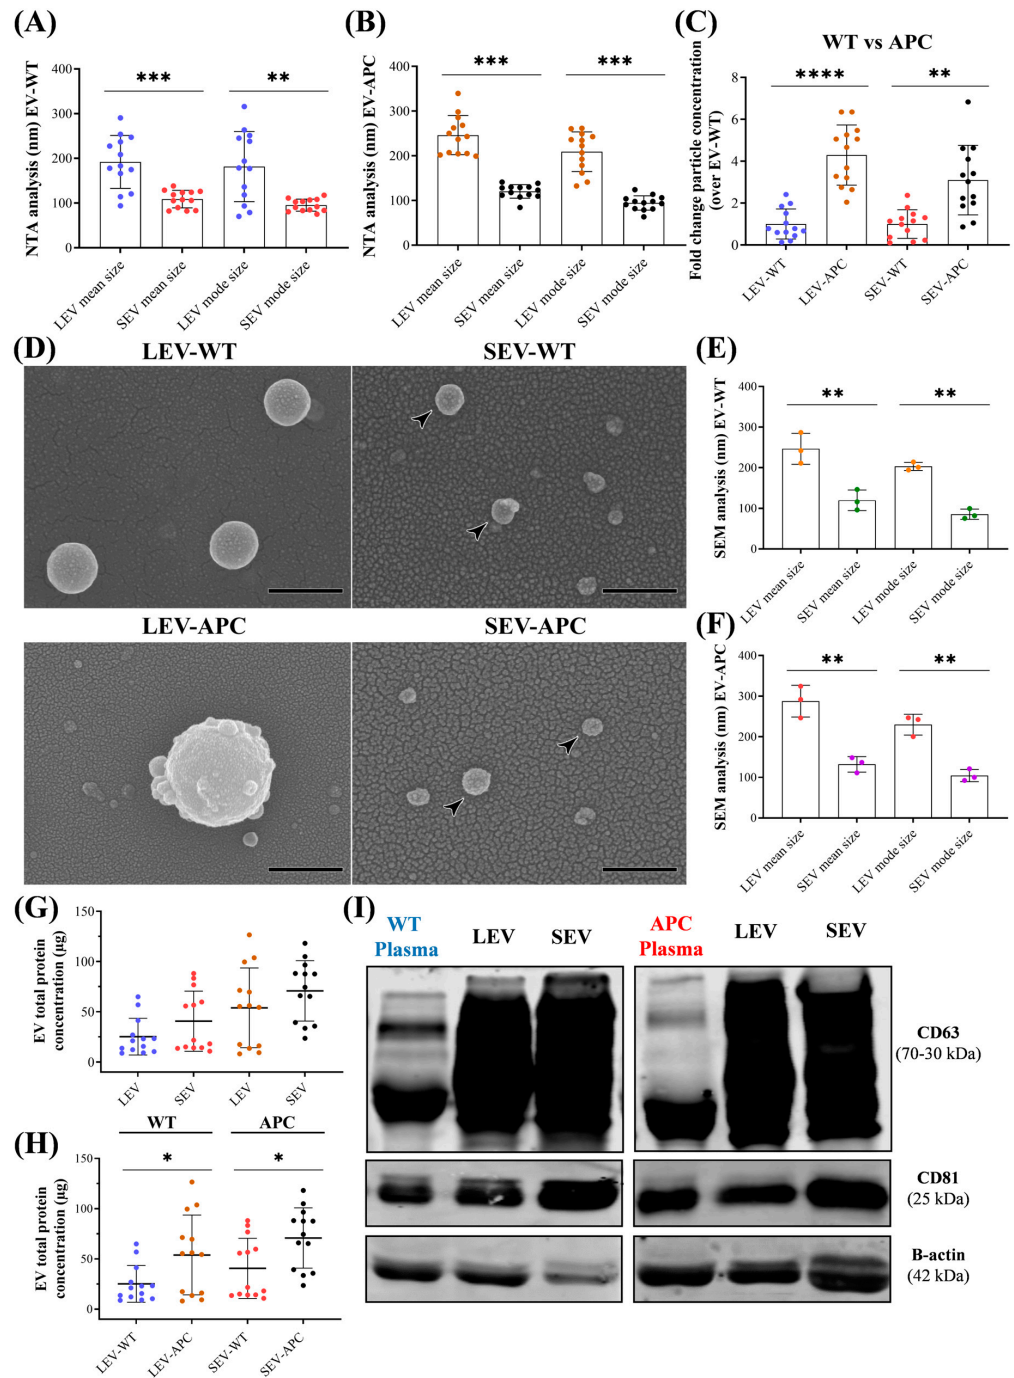 (A)
NTA analysis (nm) EV-WT
400
300
200
100
0
*** **
LEV mean size
SEV mean size
LEV mode size
SEV mode size
(B)
NTA analysis (nm) EV-APC
400
300
200
100
0
*** ***
LEV mean size
SEV mean size
LEV mode size
SEV mode size
(C)
WT vs APC
Fold change particle concentration
(over EV-WT)
8
6
4
2
0
**** **
LEV-WT
LEV-APC
SEV-WT
SEV-APC
(D)
LEV-WT
SEV-WT
LEV-APC
SEV-APC
(E)
SEM analysis (nm) EV-WT
400
300
200
100
0
** **
LEV mean size
SEV mean size
LEV mode size
SEV mode size
(F)
SEM analysis (nm) EV-APC
400
300
200
100
0
** **
LEV mean size
SEV mean size
LEV mode size
SEV mode size
(G)
EV total protein
concentration (µg)
150
100
50
0
LEV
SEV
LEV
SEV
WT
APC
(H)
EV total protein
concentration (µg)
150
100
50
0
* *
LEV-WT
LEV-APC
SEV-WT
SEV-APC
(I)
WT
Plasma
LEV
SEV
APC
Plasma
LEV
SEV
CD63
(70-30 kDa)
CD81
(25 kDa)
B-actin
(42 kDa)